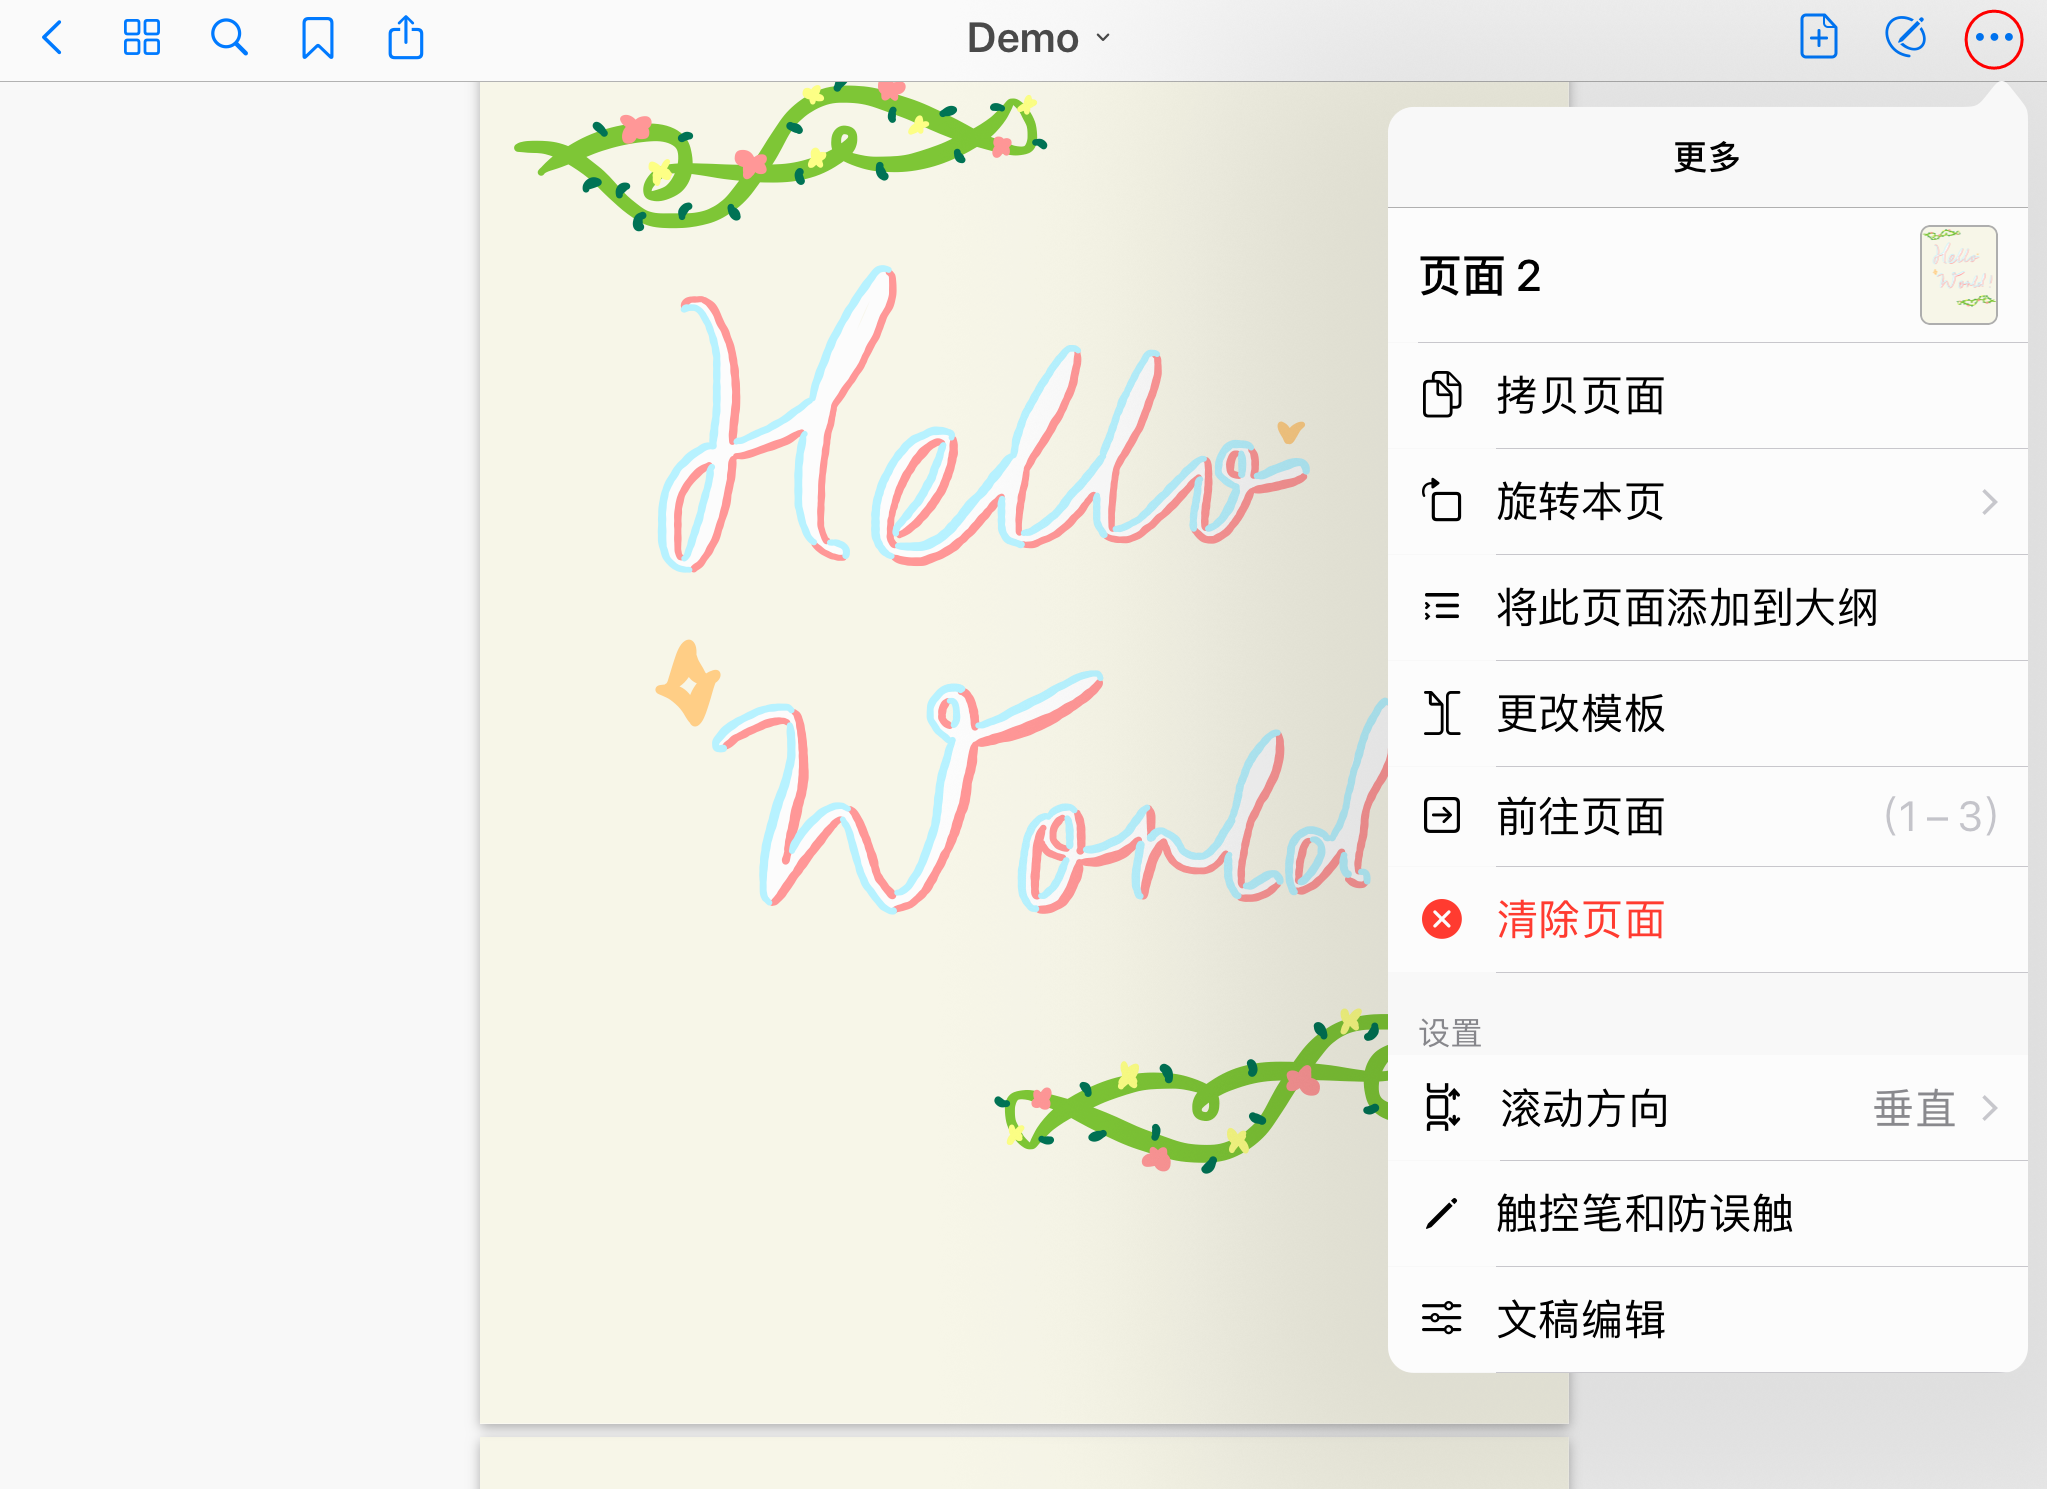 Demo
更多
页面 2
拷贝页面
旋转本页
将此页面添加到大纲
更改模板
前往页面 (1 – 3)
清除页面
设置
滚动方向 垂直
触控笔和防误触
文稿编辑
Hello
World
Hello
World!